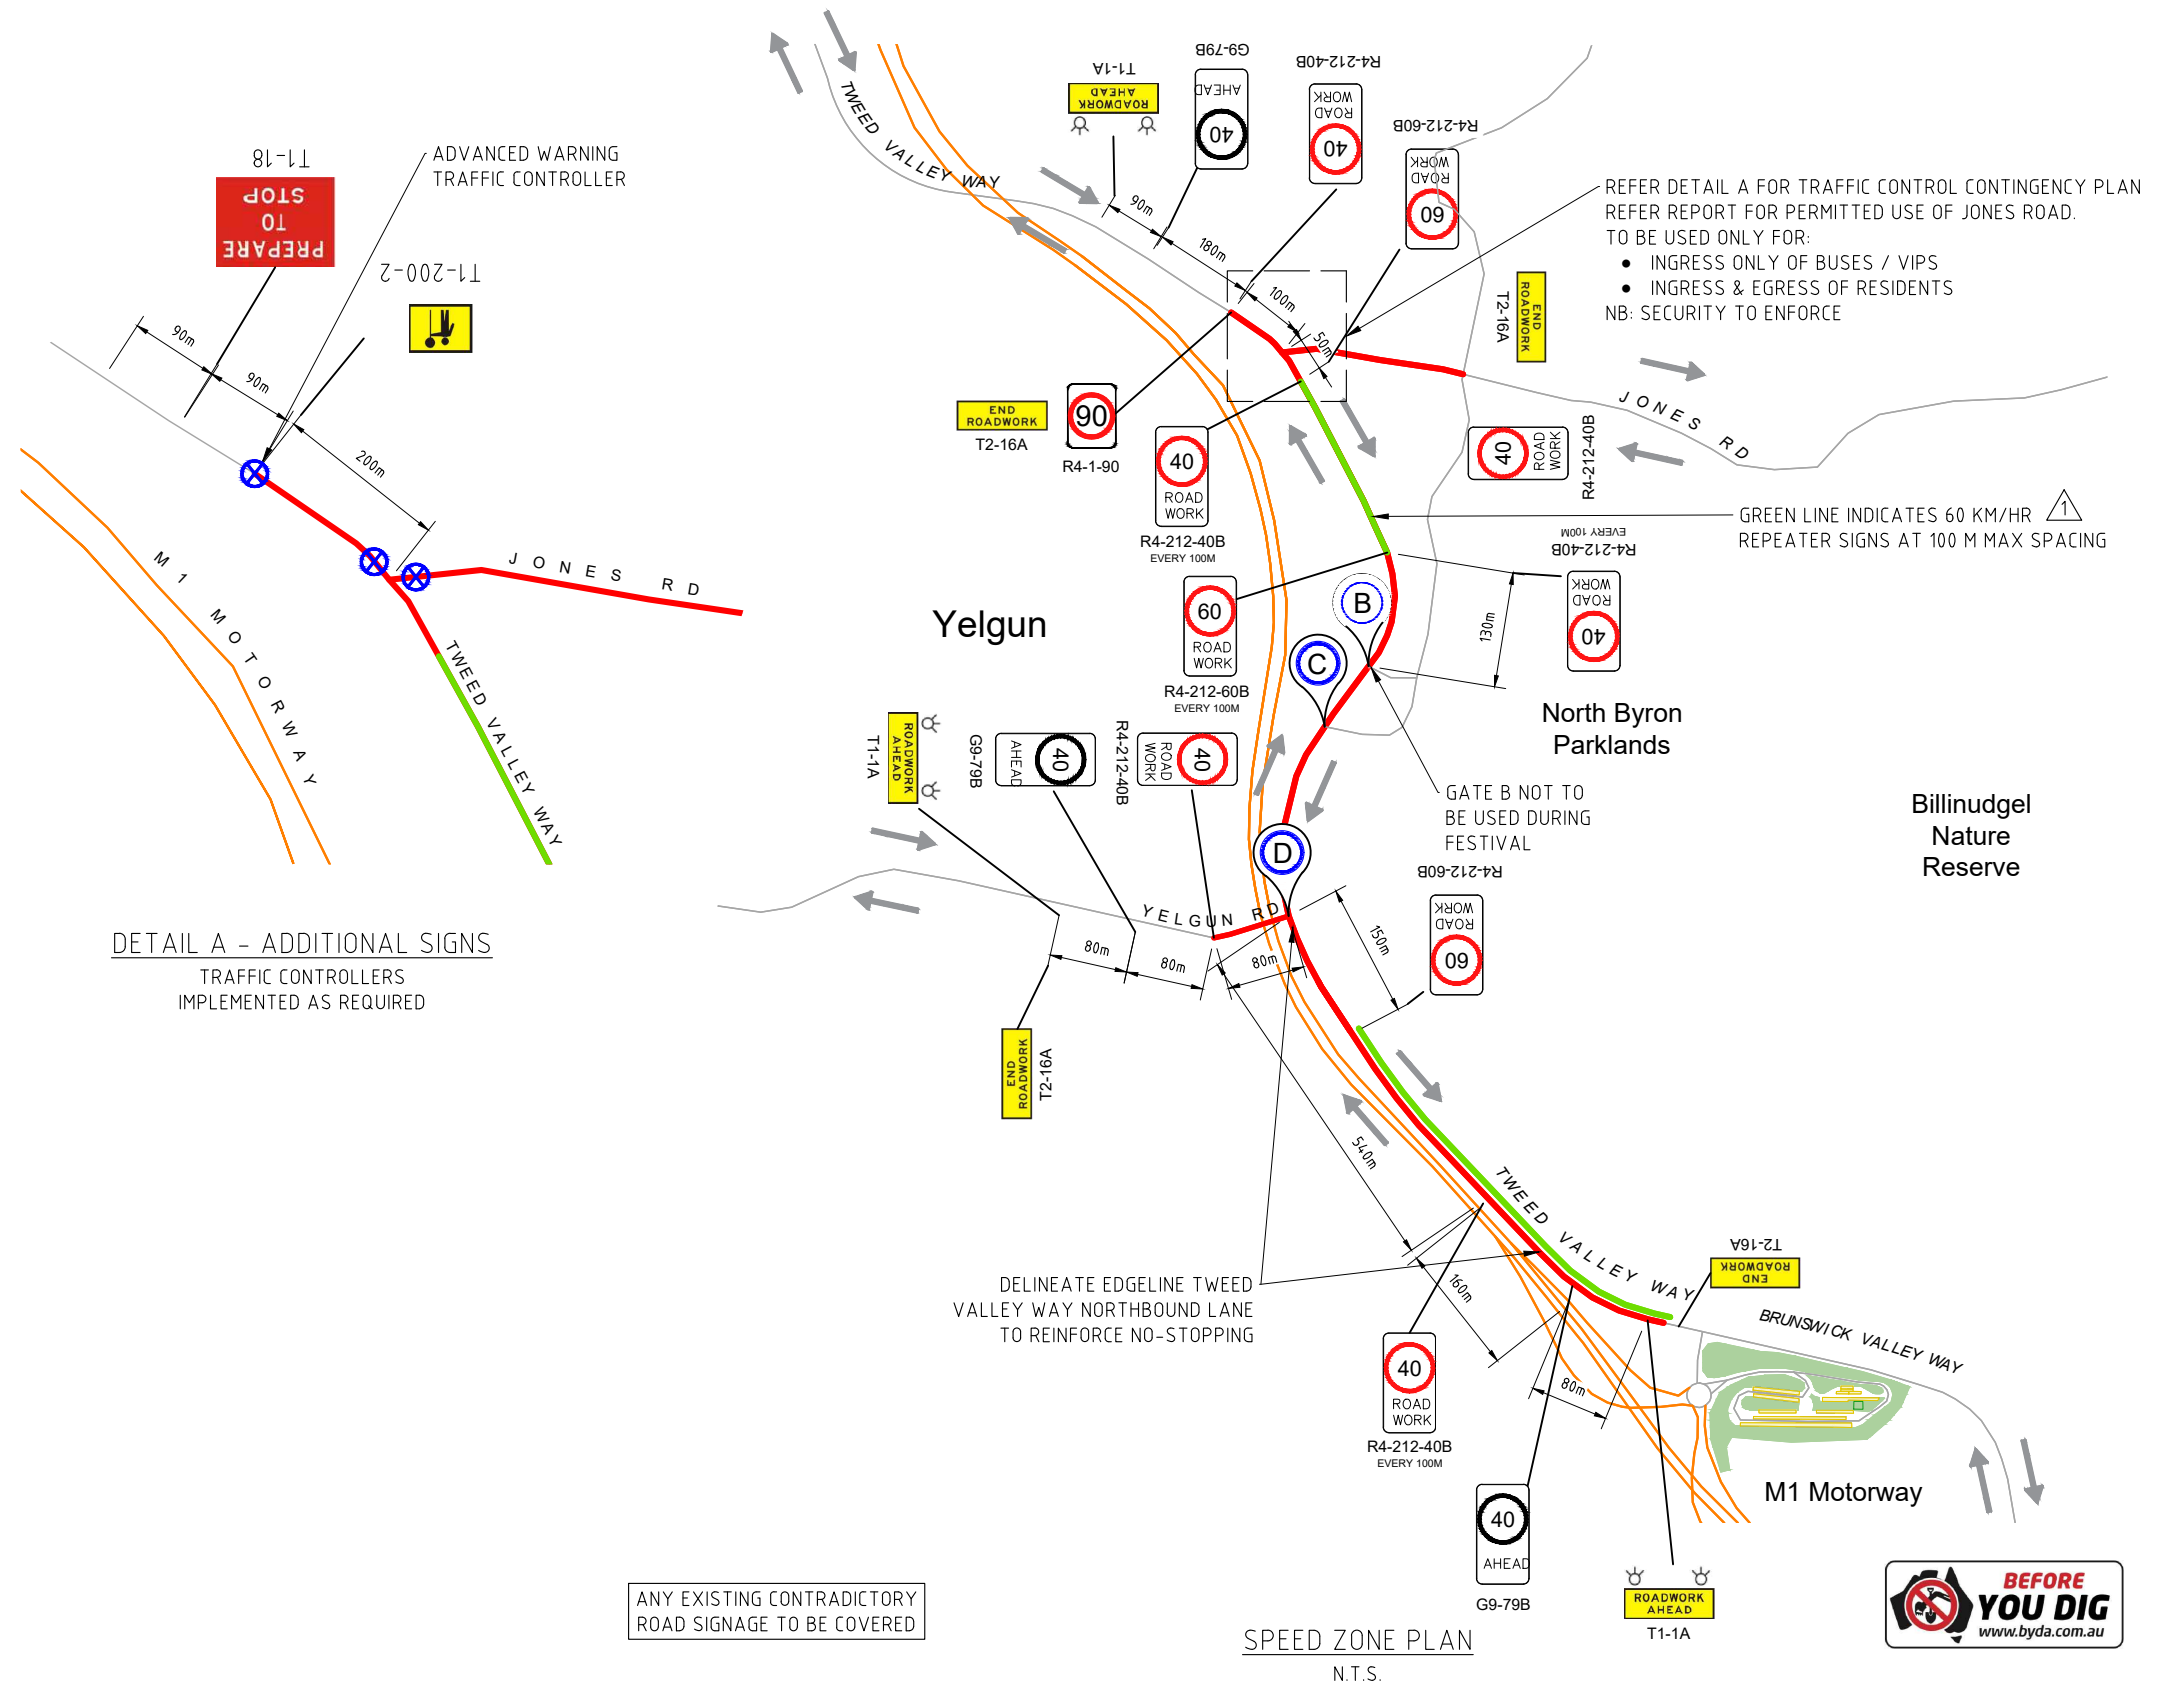 T1-18
PREPARE
TO
STOP
ADVANCED WARNING
TRAFFIC CONTROLLER
T1-200-2
90m
90m
200m
M1 MOTORWAY
JONES RD
TWEED VALLEY WAY
DETAIL A - ADDITIONAL SIGNS
TRAFFIC CONTROLLERS
IMPLEMENTED AS REQUIRED
TWEED VALLEY WAY
T1-1A
ROADWORK
AHEAD
G9-79B
40
AHEAD
R4-212-40B
40
ROAD
WORK
R4-212-60B
60
ROAD
WORK
90m
180m
100m
50m
REFER DETAIL A FOR TRAFFIC CONTROL CONTINGENCY PLAN
REFER REPORT FOR PERMITTED USE OF JONES ROAD.
TO BE USED ONLY FOR:
• INGRESS ONLY OF BUSES / VIPS
• INGRESS & EGRESS OF RESIDENTS
NB: SECURITY TO ENFORCE
END
ROADWORK
T2-16A
JONES RD
END
ROADWORK
T2-16A
90
R4-1-90
40
ROAD
WORK
R4-212-40B
EVERY 100M
40
ROAD
WORK
R4-212-40B
GREEN LINE INDICATES 60 KM/HR
REPEATER SIGNS AT 100 M MAX SPACING
1
R4-212-40B
EVERY 100M
40
ROAD
WORK
130m
60
ROAD
WORK
R4-212-60B
EVERY 100M
Yelgun
B
C
D
North Byron
Parklands
Billinudgel
Nature
Reserve
GATE B NOT TO
BE USED DURING
FESTIVAL
T1-1A
ROADWORK
AHEAD
G9-79B
40
AHEAD
R4-212-40B
40
ROAD
WORK
YELGUN RD
80m
80m
80m
END
ROADWORK
T2-16A
R4-212-60B
60
ROAD
WORK
150m
540m
160m
80m
TWEED VALLEY WAY
T2-16A
END
ROADWORK
BRUNSWICK VALLEY WAY
DELINEATE EDGELINE TWEED
VALLEY WAY NORTHBOUND LANE
TO REINFORCE NO-STOPPING
40
ROAD
WORK
R4-212-40B
EVERY 100M
40
AHEAD
G9-79B
ROADWORK
AHEAD
T1-1A
M1 Motorway
ANY EXISTING CONTRADICTORY
ROAD SIGNAGE TO BE COVERED
SPEED ZONE PLAN
N.T.S.
BEFORE
YOU DIG
www.byda.com.au